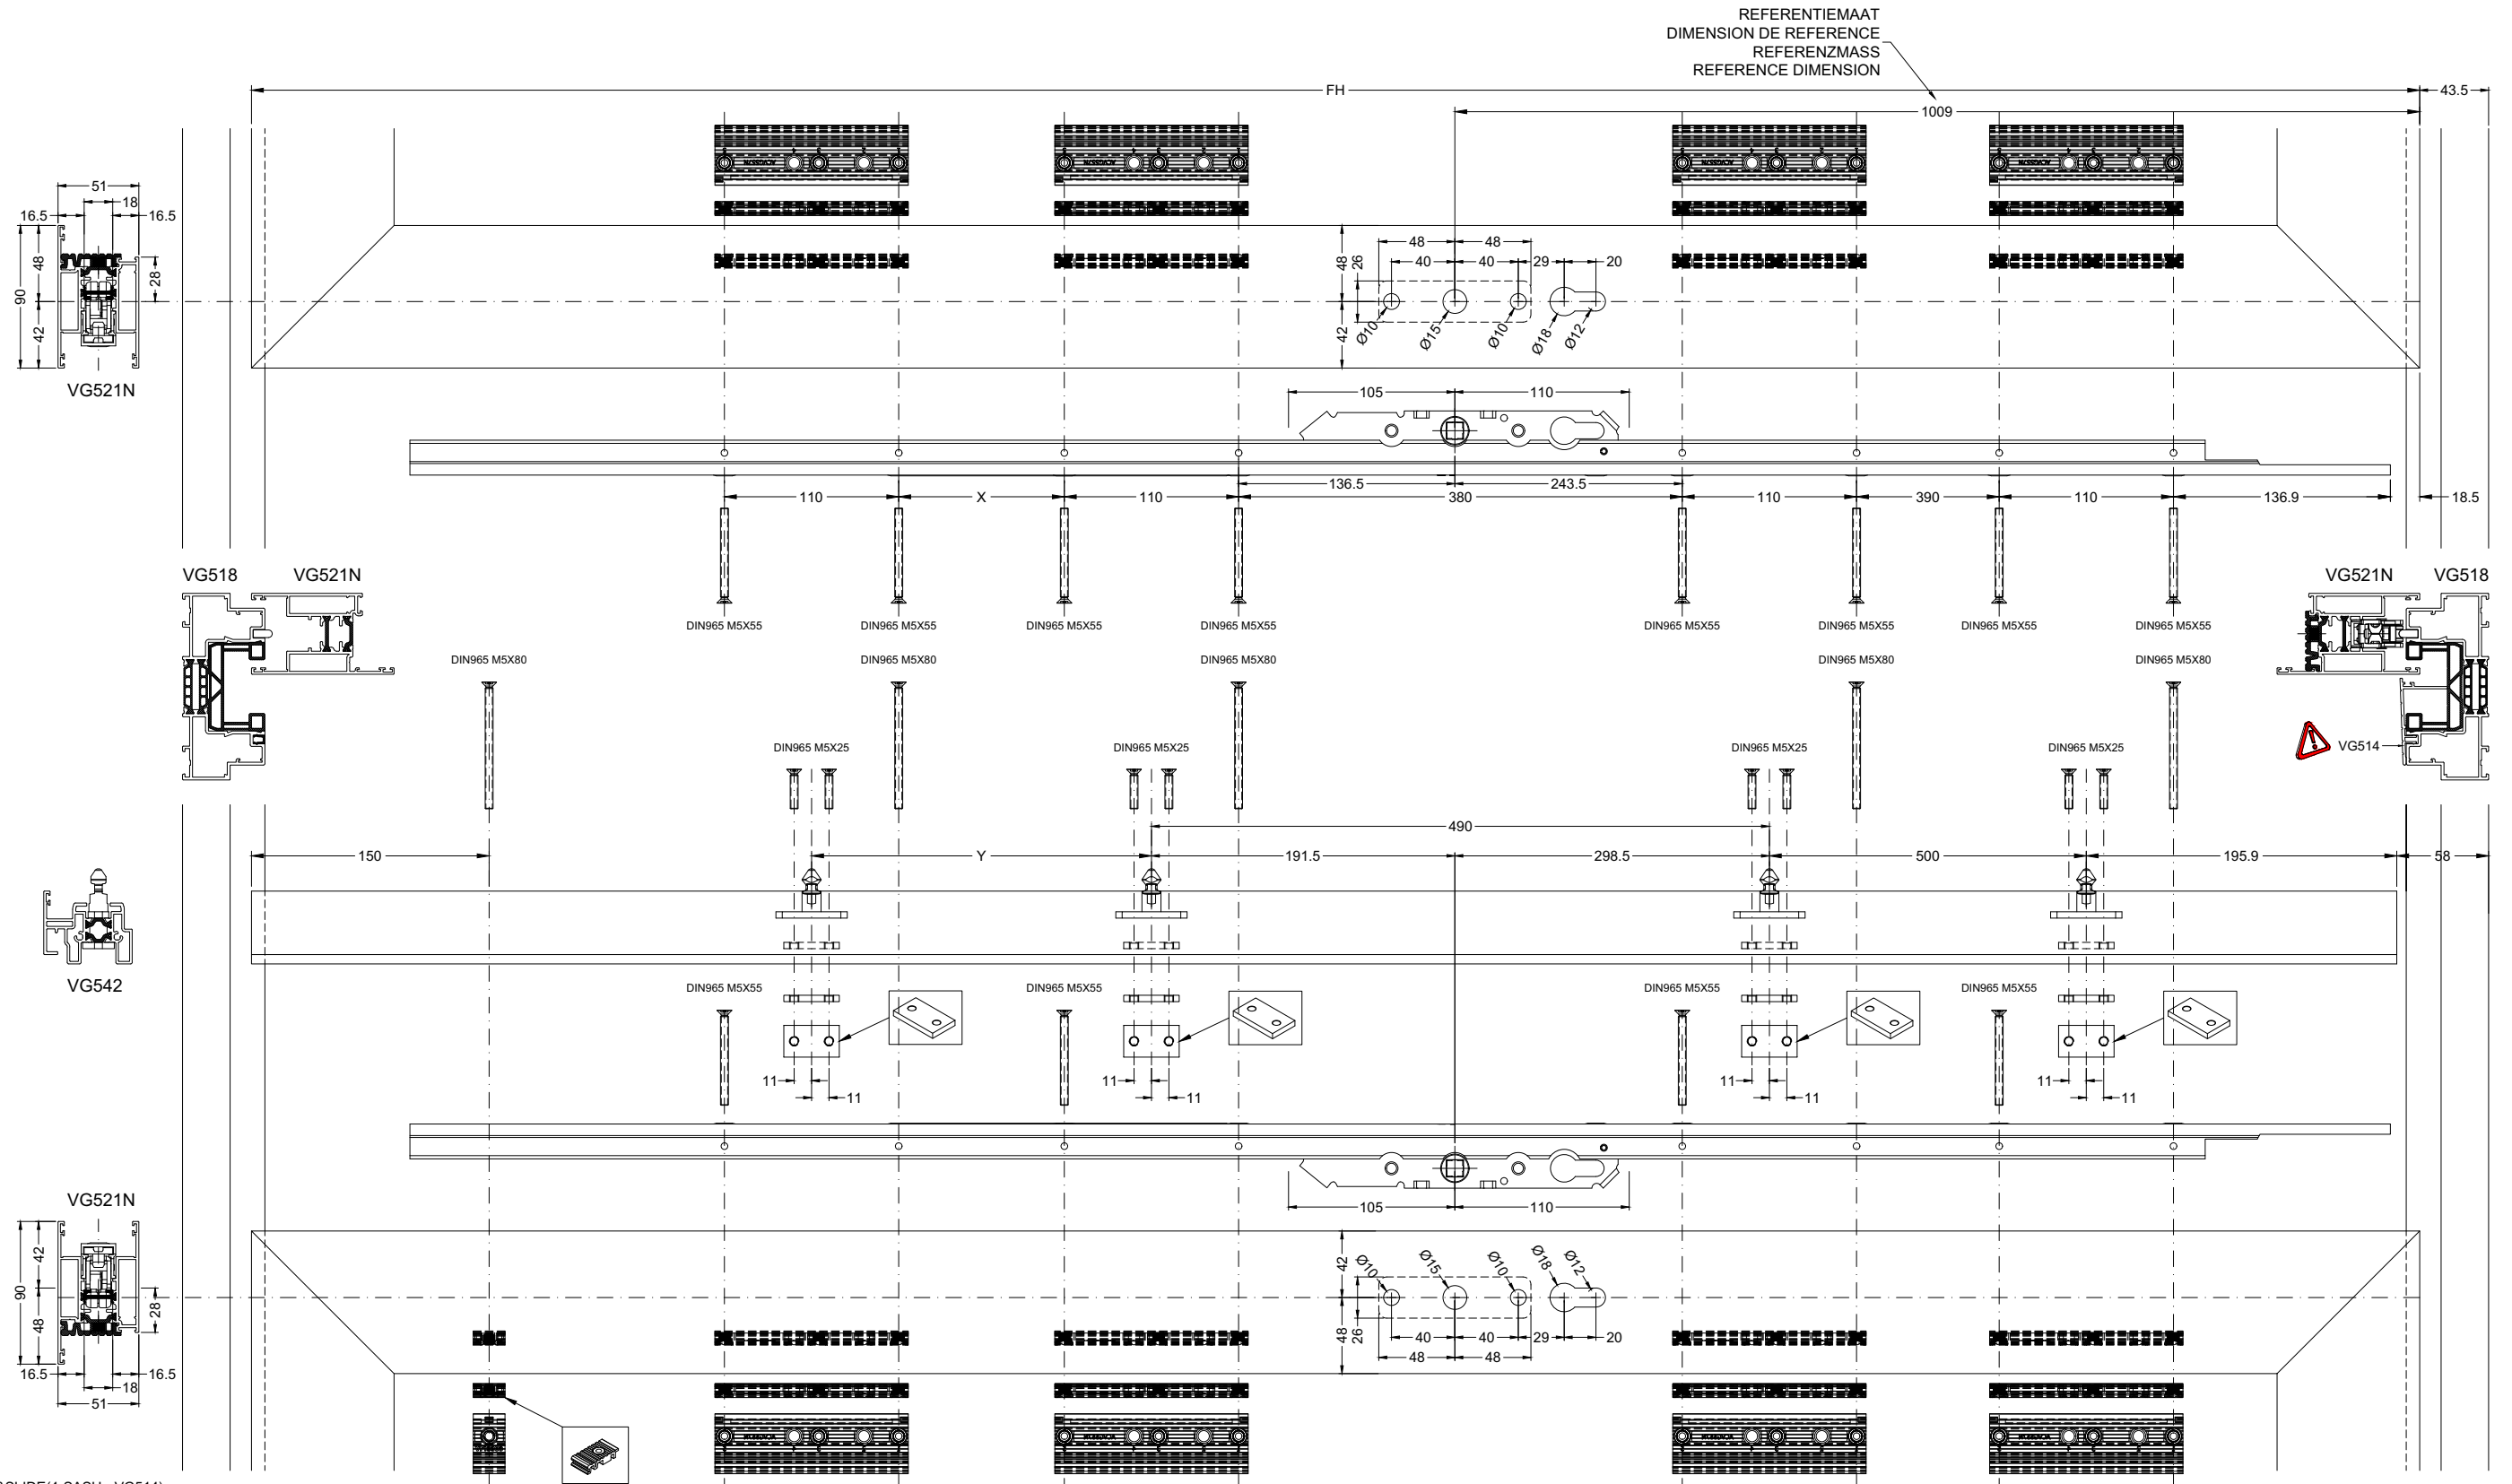 REFERENTIEMAAT
DIMENSION DE REFERENCE
REFERENZMASS
REFERENCE DIMENSION
FH
43.5
1009
51
18
16.5
16.5
90
48
42
28
VG521N
48
48
26
48
40
40
29
20
42
Ø10
Ø15
Ø10
Ø18
Ø12
105
110
136.5
243.5
110
X
110
380
110
390
110
136.9
18.5
VG518
VG521N
VG521N
VG518
DIN965 M5X55
DIN965 M5X55
DIN965 M5X55
DIN965 M5X55
DIN965 M5X55
DIN965 M5X55
DIN965 M5X55
DIN965 M5X55
DIN965 M5X80
DIN965 M5X80
DIN965 M5X80
DIN965 M5X80
DIN965 M5X80
DIN965 M5X25
DIN965 M5X25
DIN965 M5X25
DIN965 M5X25
VG514
490
150
Y
191.5
298.5
500
195.9
58
VG542
DIN965 M5X55
DIN965 M5X55
DIN965 M5X55
DIN965 M5X55
11
11
11
11
11
11
11
11
VG521N
105
110
90
42
48
28
42
26
48
Ø10
Ø15
Ø10
Ø18
Ø12
40
40
29
20
48
48
16.5
16.5
18
51